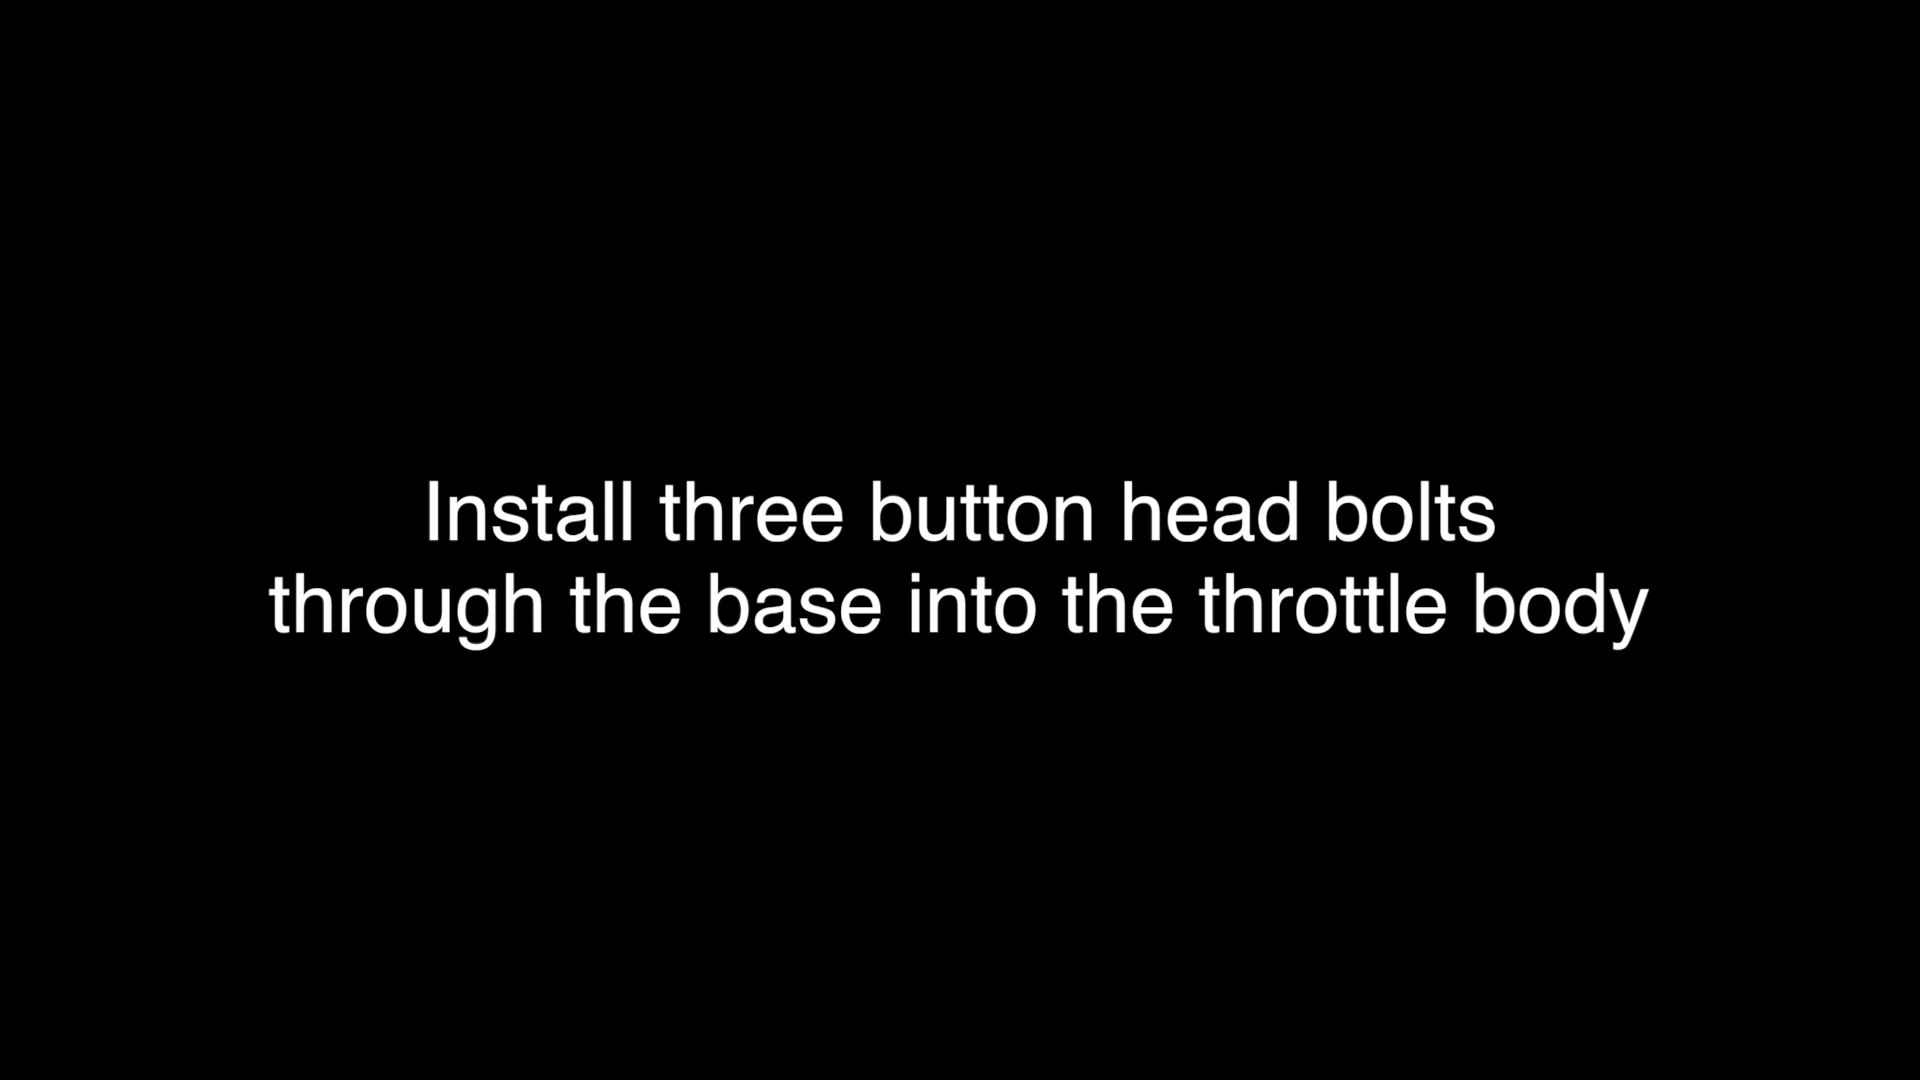 Install three button head bolts
through the base into the throttle body